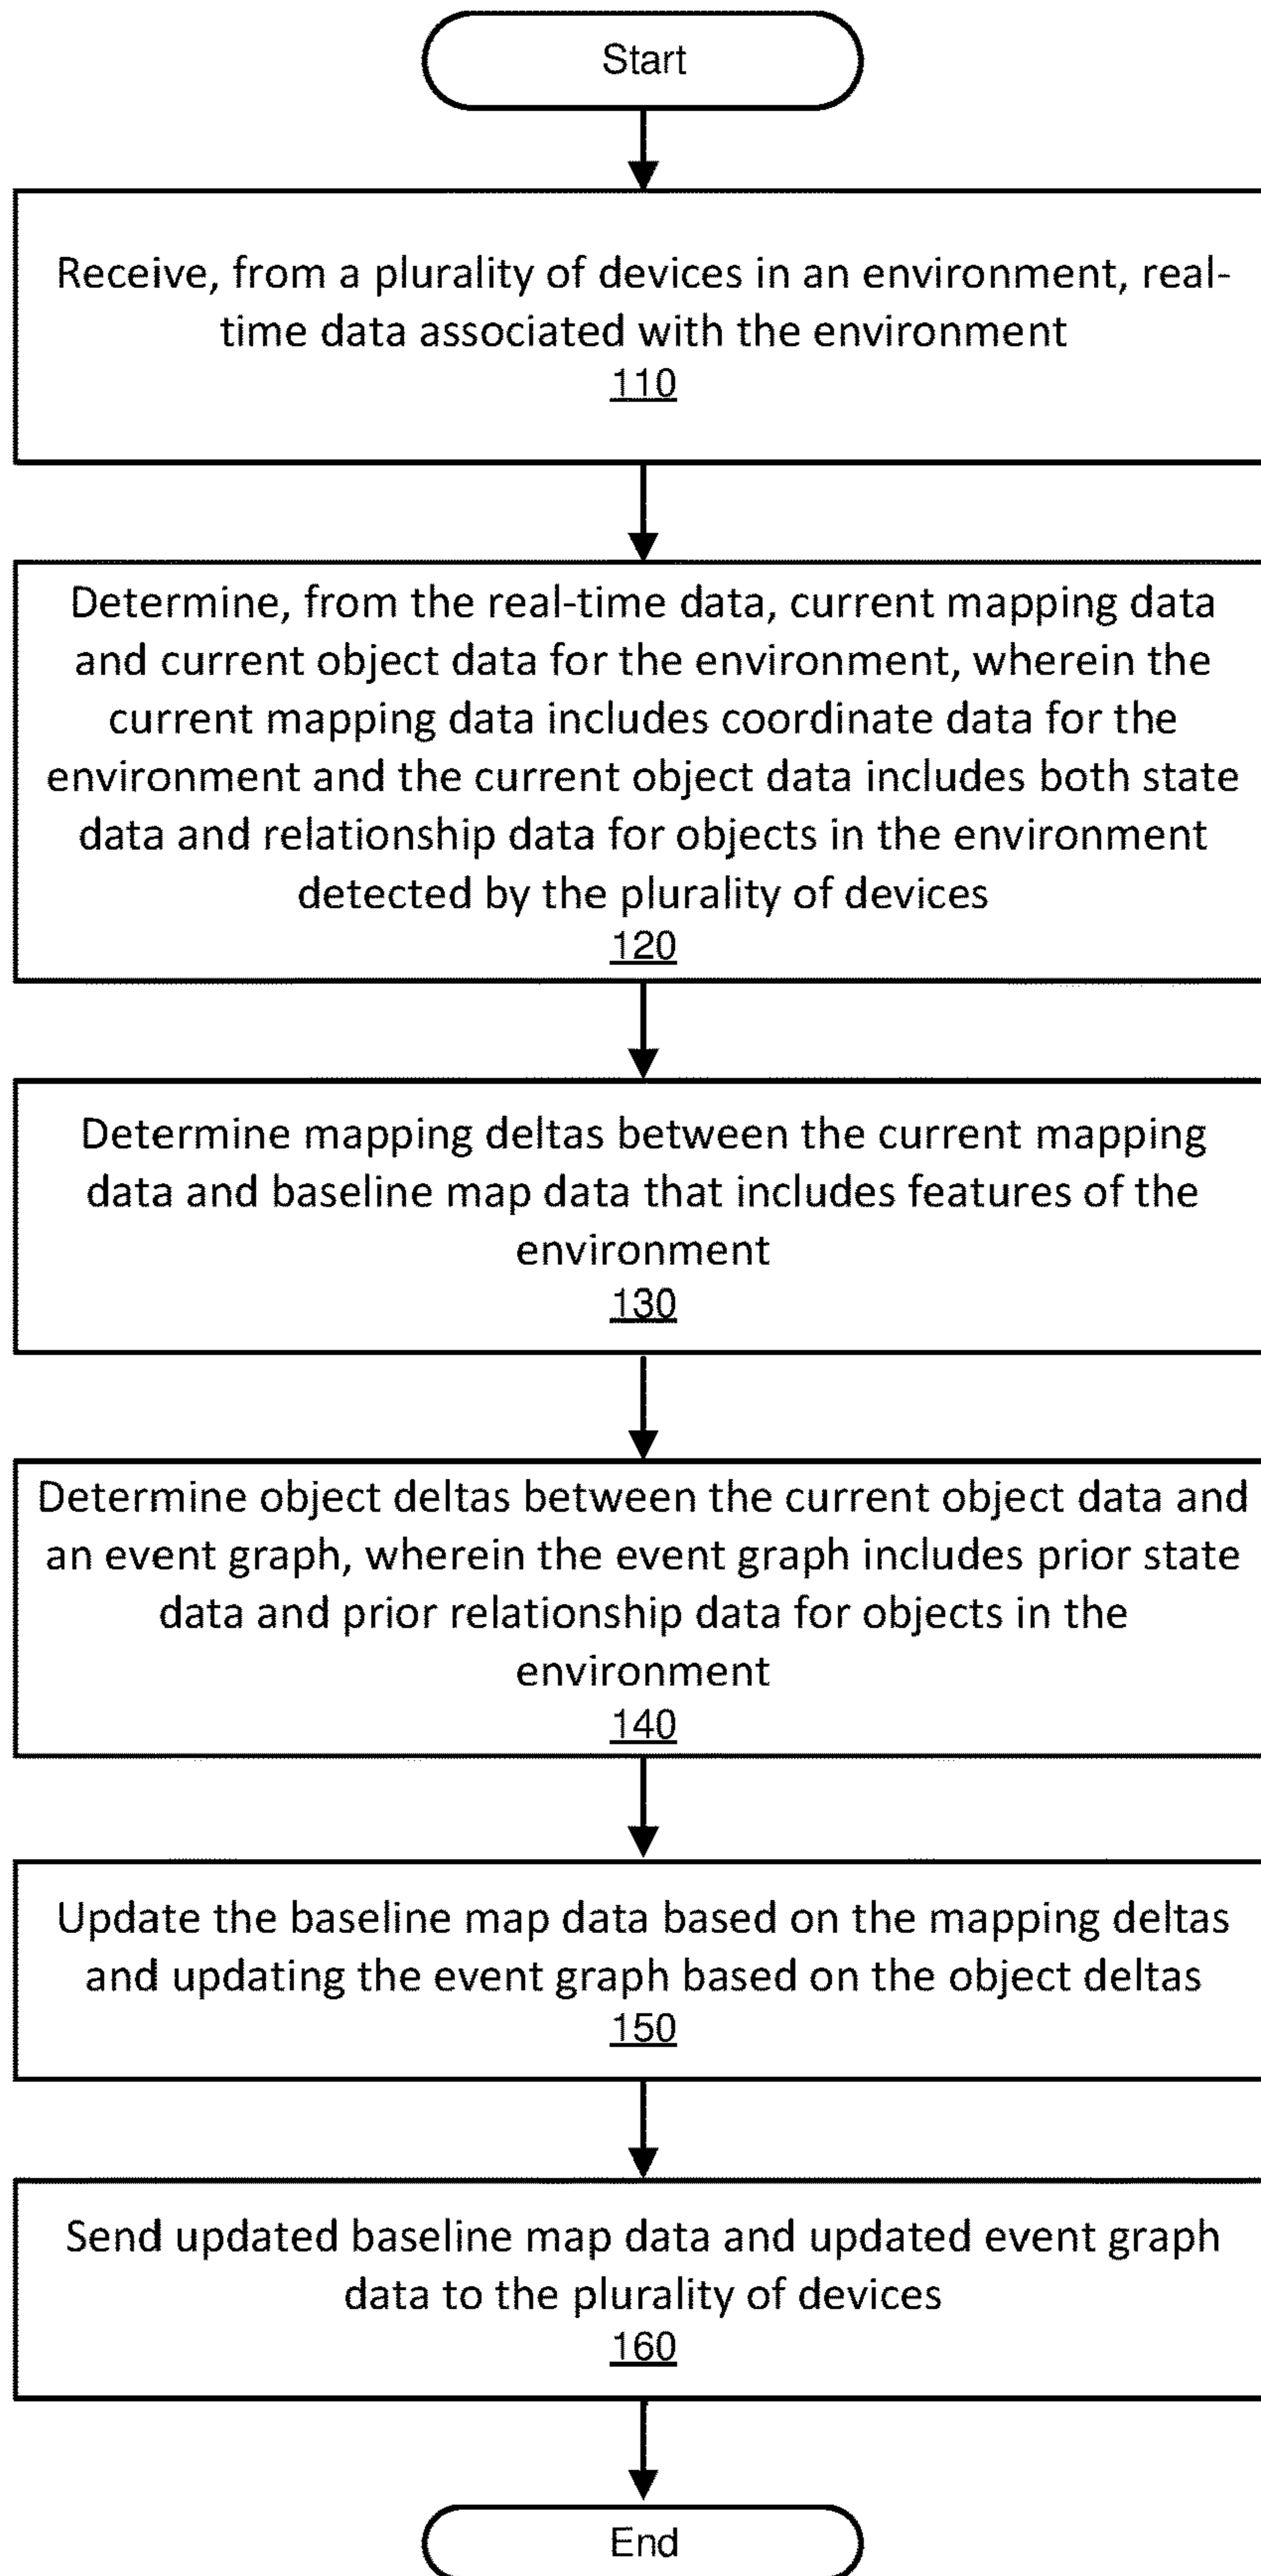 Start
Receive, from a plurality of devices in an environment, real-
time data associated with the environment
110
Determine, from the real-time data, current mapping data
and current object data for the environment, wherein the
current mapping data includes coordinate data for the
environment and the current object data includes both state
data and relationship data for objects in the environment
detected by the plurality of devices
120
Determine mapping deltas between the current mapping
data and baseline map data that includes features of the
environment
130
Determine object deltas between the current object data and
an event graph, wherein the event graph includes prior state
data and prior relationship data for objects in the
environment
140
Update the baseline map data based on the mapping deltas
and updating the event graph based on the object deltas
150
Send updated baseline map data and updated event graph
data to the plurality of devices
160
End